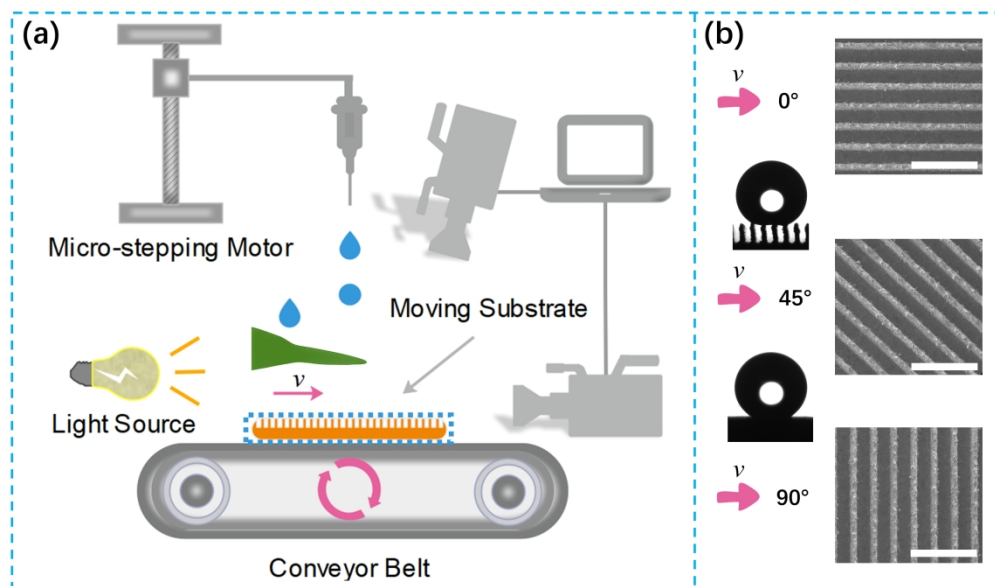 (a)
Micro-stepping Motor
Moving Substrate
v
Light Source
Conveyor Belt
(b)
v
0°
v
45°
v
90°